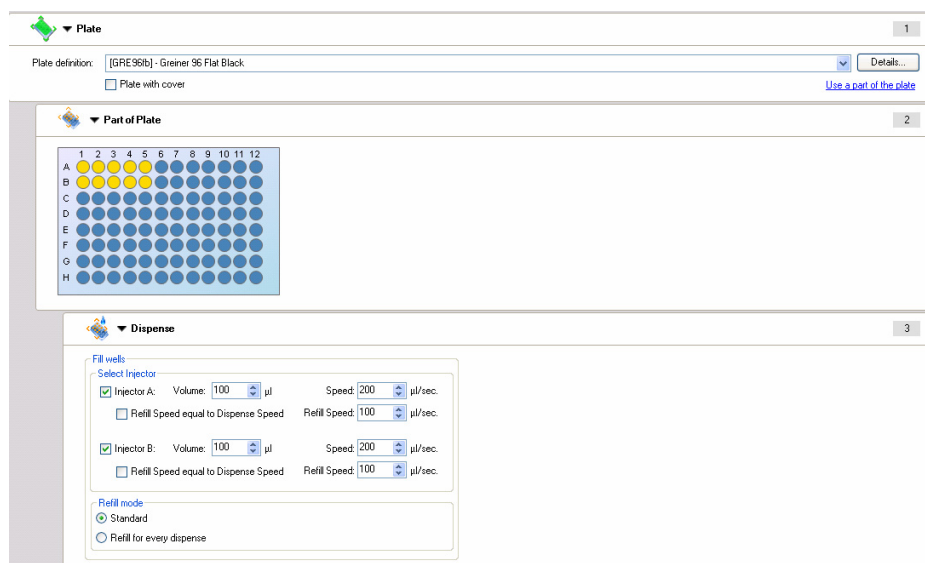 Plate 1
Plate definition: [GRE96fb] - Greiner 96 Flat Black Details...
Plate with cover Use a part of the plate
Part of Plate 2
1 2 3 4 5 6 7 8 9 10 11 12
A
B
C
D
E
F
G
H
Dispense 3
Fill wells
Select Injector
Injector A: Volume: 100 µl Speed: 200 µl/sec.
Refill Speed equal to Dispense Speed Refill Speed: 100 µl/sec.
Injector B: Volume: 100 µl Speed: 200 µl/sec.
Refill Speed equal to Dispense Speed Refill Speed: 100 µl/sec.
Refill mode
Standard
Refill for every dispense